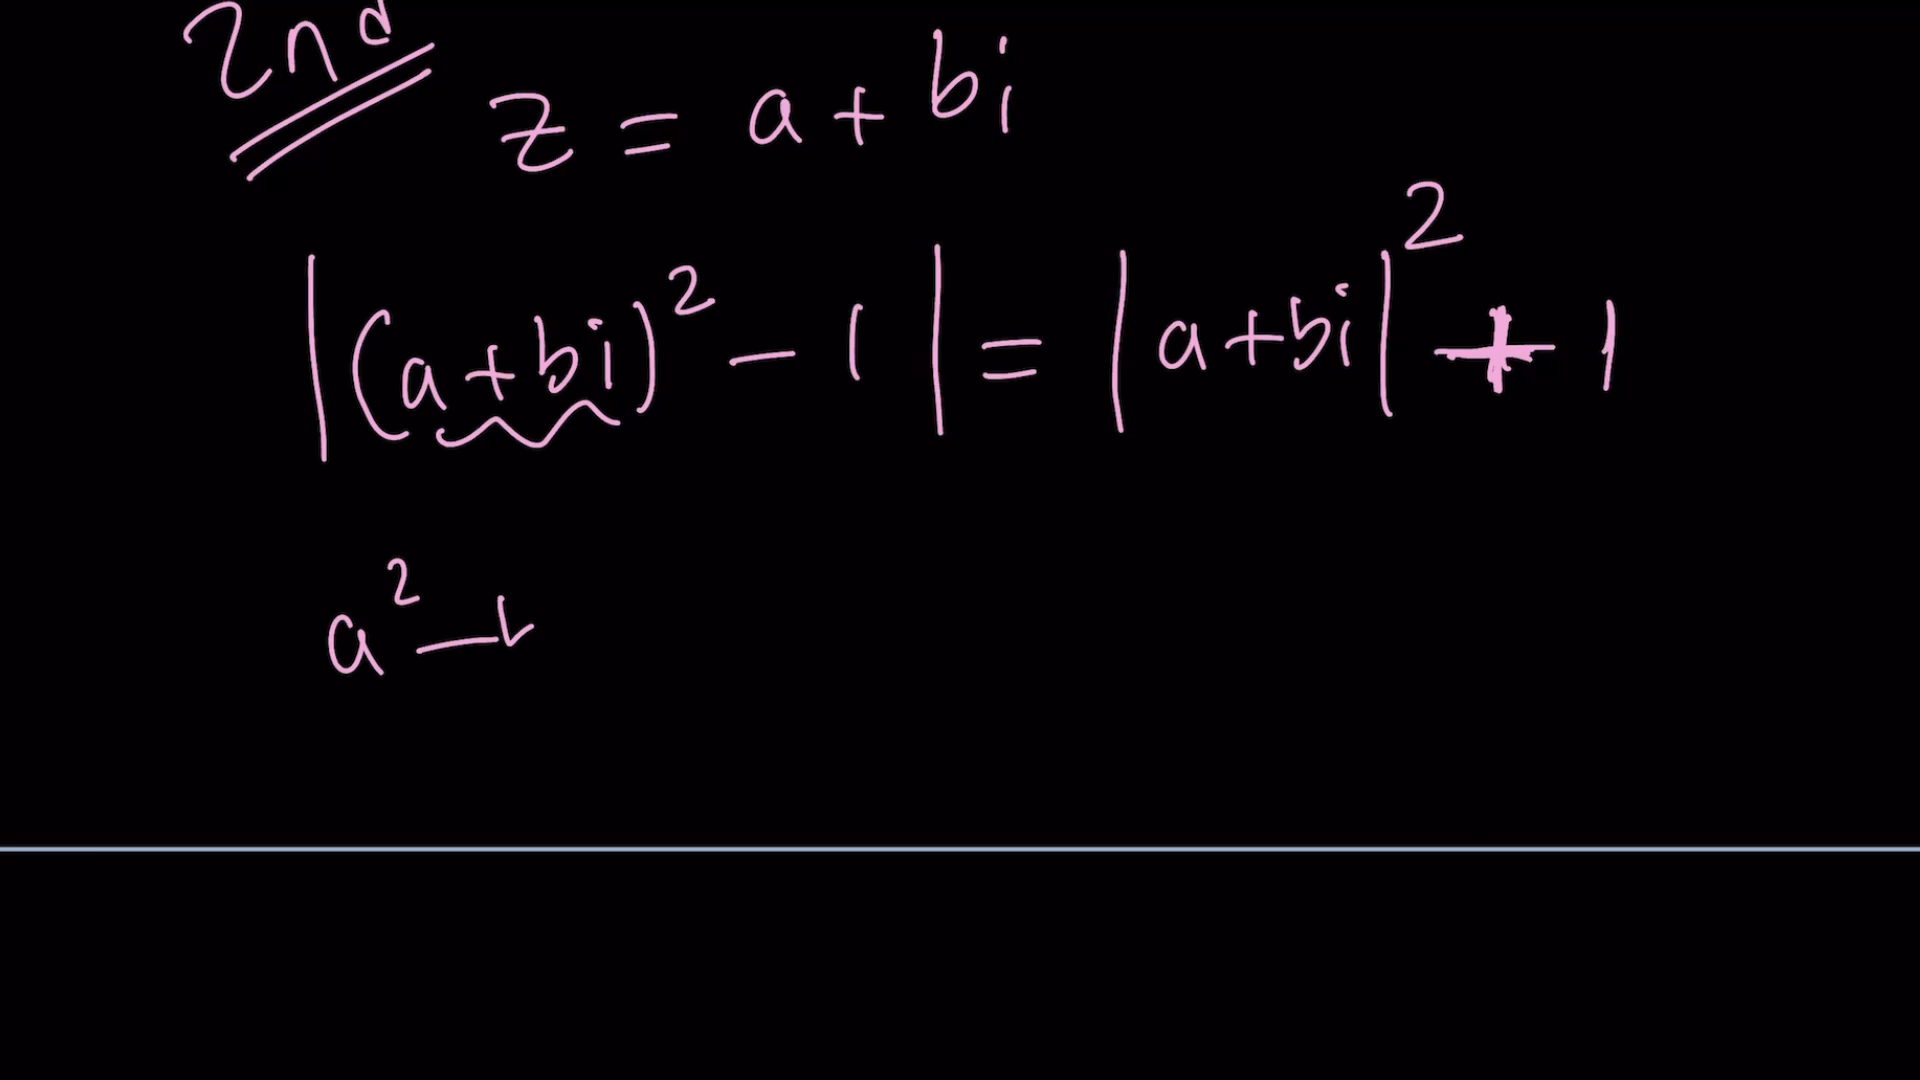 2nd
z = a + bi
|(a+bi)² - 1| = |a+bi|² + 1
a² -